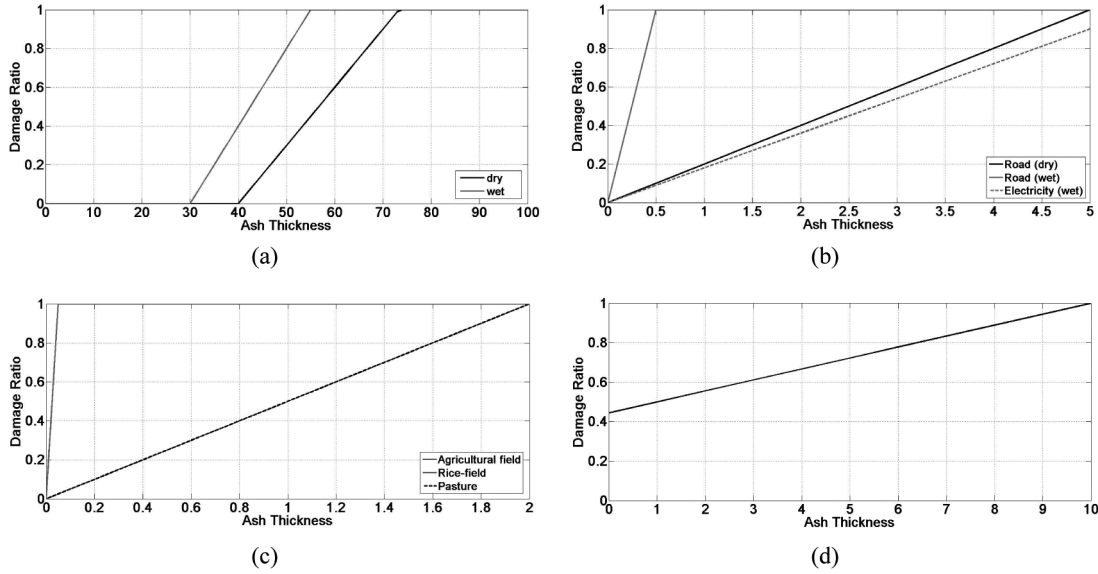 1
0.8
0.6
0.4
0.2
0
Damage Ratio
0 10 20 30 40 50 60 70 80 90 100
Ash Thickness
dry
wet
(a)
1
0.8
0.6
0.4
0.2
0
Damage Ratio
0 0.5 1 1.5 2 2.5 3 3.5 4 4.5 5
Ash Thickness
Road (dry)
Road (wet)
Electricity (wet)
(b)
1
0.8
0.6
0.4
0.2
0
Damage Ratio
0 0.2 0.4 0.6 0.8 1 1.2 1.4 1.6 1.8 2
Ash Thickness
Agricultural field
Rice-field
Pasture
(c)
1
0.8
0.6
0.4
0.2
0
Damage Ratio
0 1 2 3 4 5 6 7 8 9 10
Ash Thickness
(d)